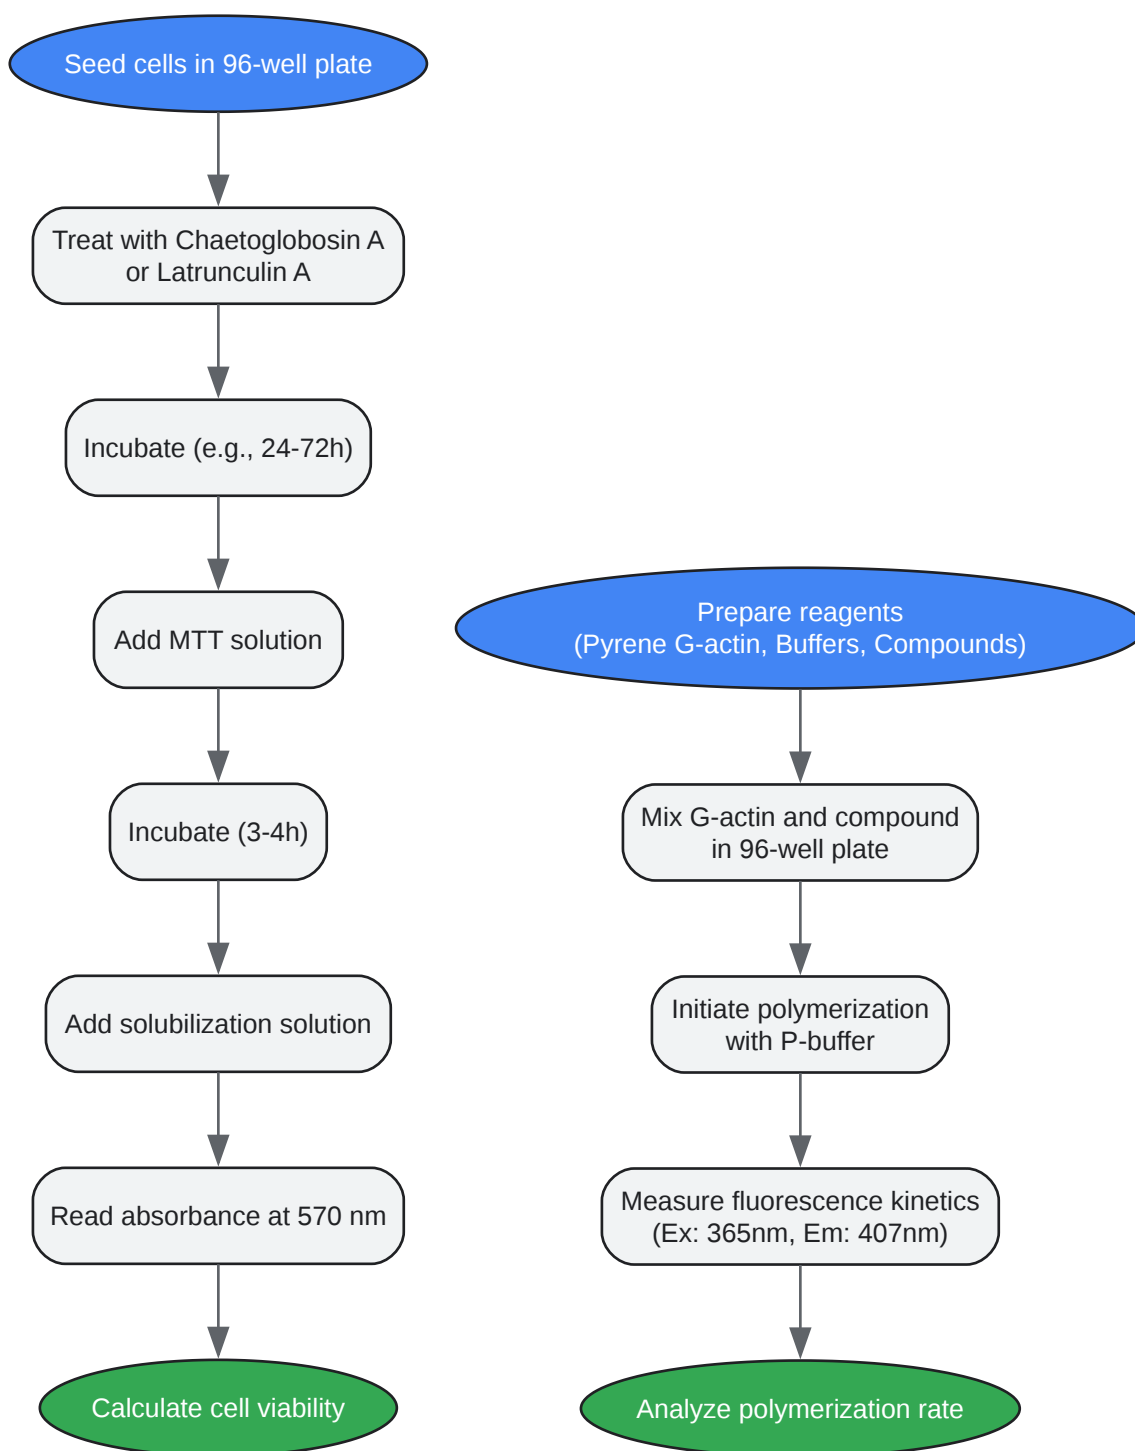 Seed cells in 96-well plate
Treat with Chaetoglobosin A
or Latrunculin A
Incubate (e.g., 24-72h)
Add MTT solution
Incubate (3-4h)
Add solubilization solution
Read absorbance at 570 nm
Calculate cell viability
Prepare reagents
(Pyrene G-actin, Buffers, Compounds)
Mix G-actin and compound
in 96-well plate
Initiate polymerization
with P-buffer
Measure fluorescence kinetics
(Ex: 365nm, Em: 407nm)
Analyze polymerization rate